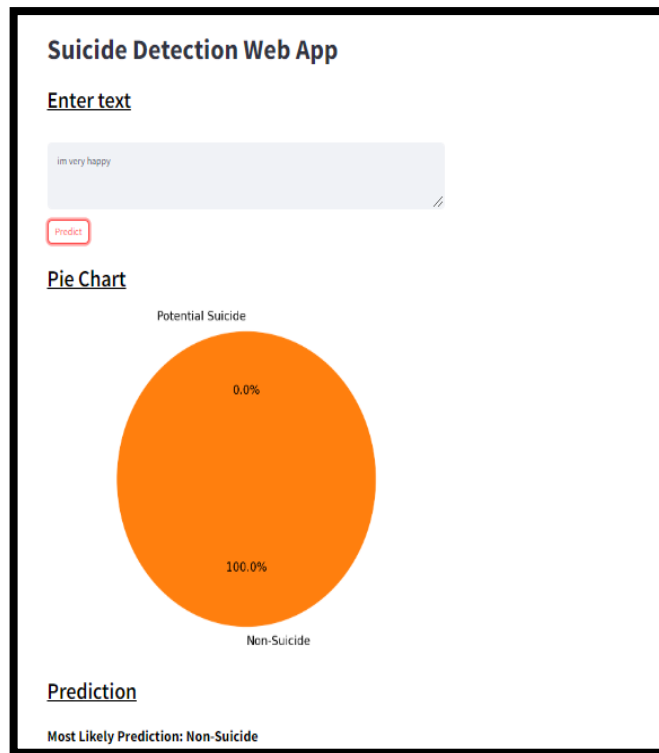 Suicide Detection Web App
Enter text
im very happy
Predict
Pie Chart
Potential Suicide
0.0%
100.0%
Non-Suicide
Prediction
Most Likely Prediction: Non-Suicide